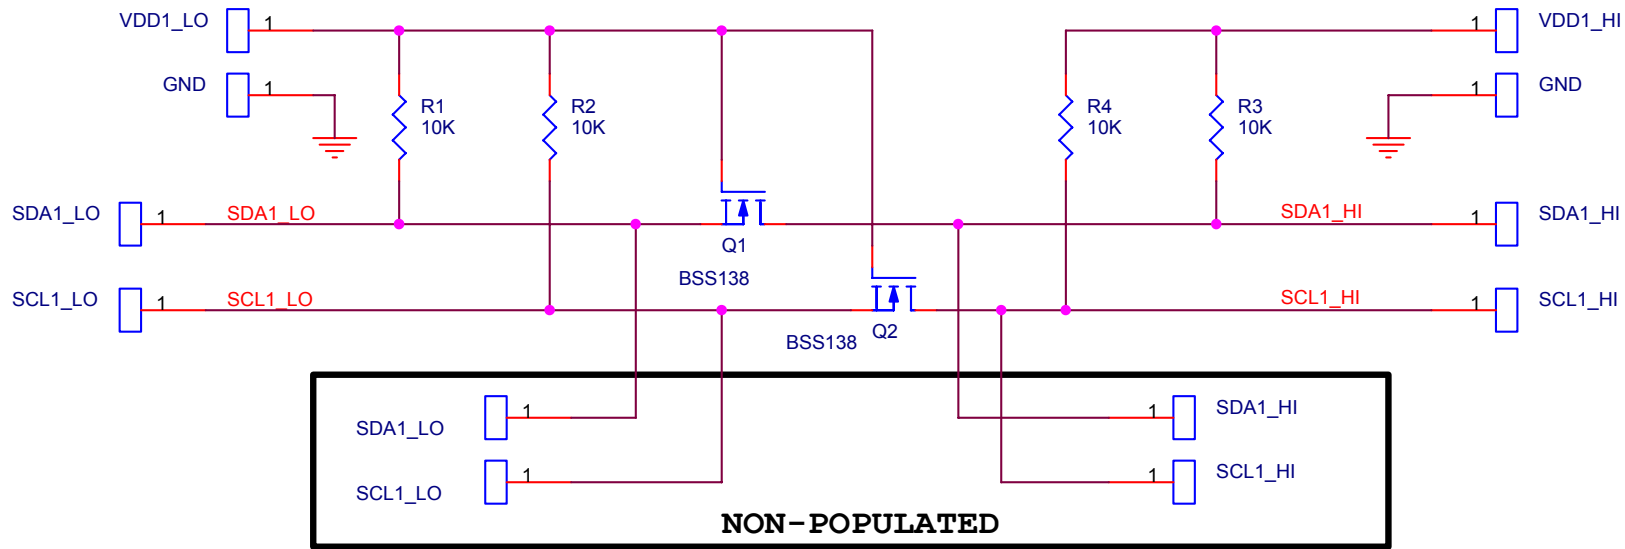 VDD1_LO 1 1 VDD1_HI
GND 1 1 GND
R1 R2 R4 R3
10K 10K 10K 10K
SDA1_LO 1 SDA1_LO SDA1_HI 1 SDA1_HI
Q1
BSS138
SCL1_LO 1 SCL1_LO SCL1_HI 1 SCL1_HI
Q2
BSS138
SDA1_LO 1 1 SDA1_HI
SCL1_LO 1 1 SCL1_HI
NON-POPULATED